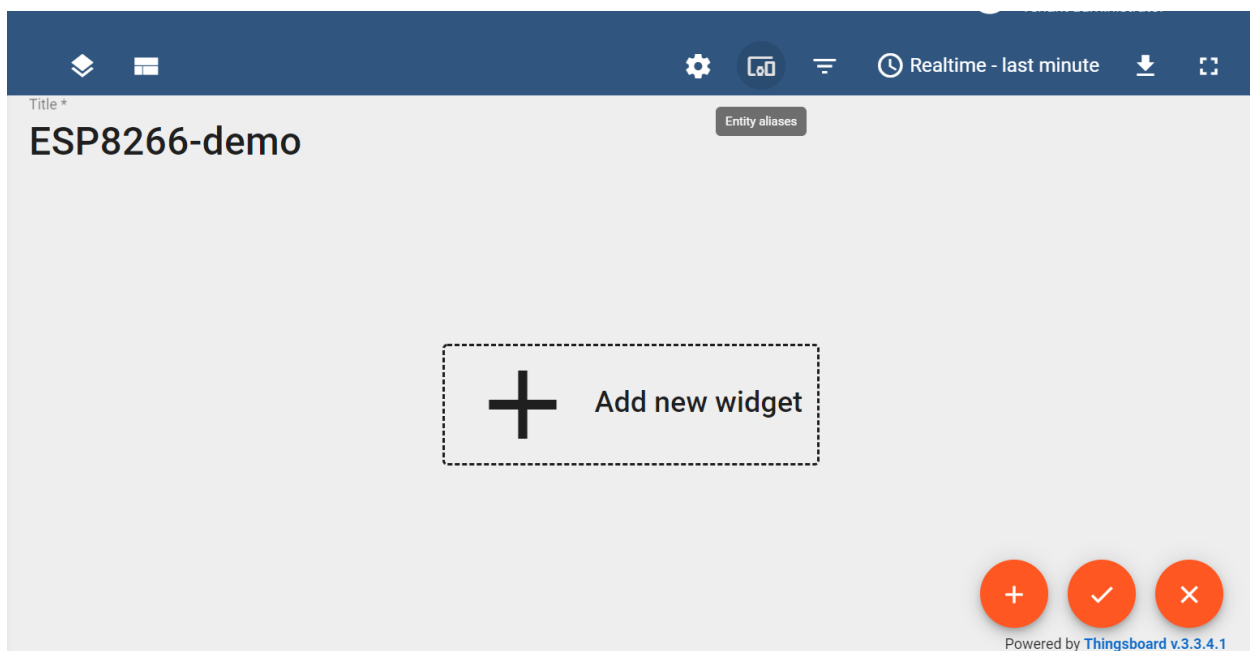 Realtime - last minute
Entity aliases
Title *
ESP8266-demo
Add new widget
Powered by Thingsboard v.3.3.4.1